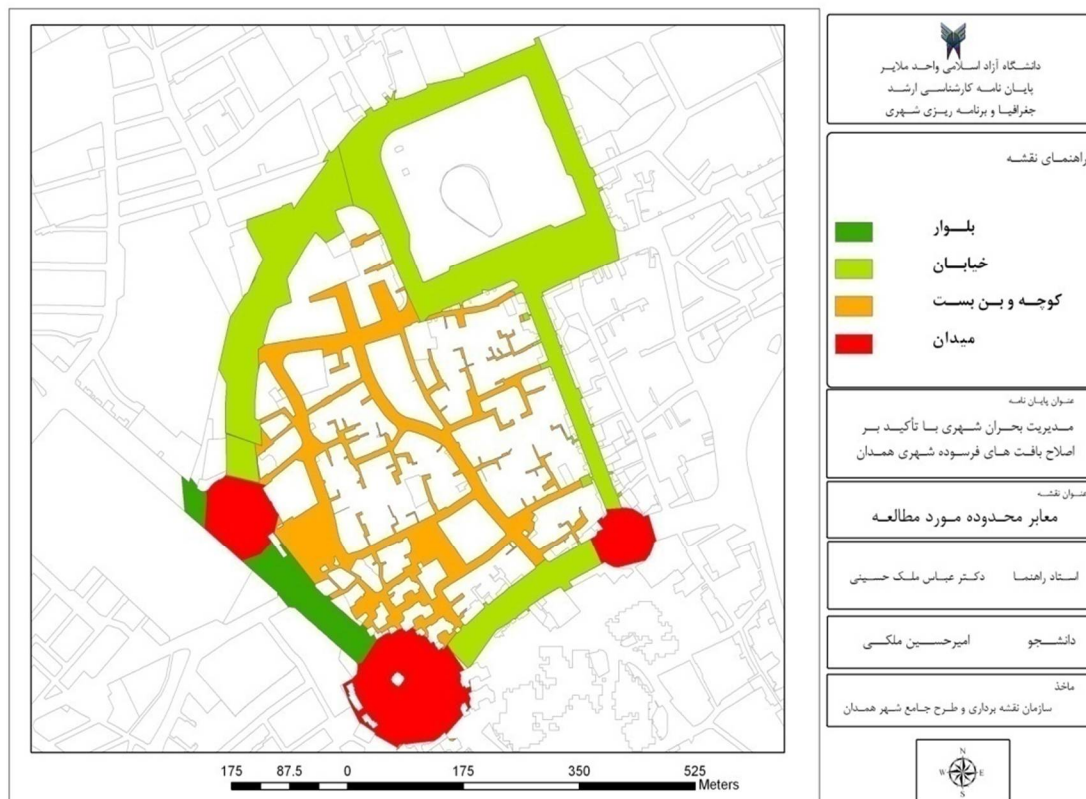 دانشگاه آزاد اسلامی واحد ملایر
پایان نامه کارشناسی ارشد
جغرافیا و برنامه ریزی شهری
راهنمای نقشه
بلوار
خیابان
کوچه و بن بست
میدان
عنوان پایان نامه
مدیریت بحران شهری با تأکید بر
اصلاح بافت های فرسوده شهری همدان
عنوان نقشه
معابر محدوده مورد مطالعه
استاد راهنما دکتر عباس ملک حسینی
دانشجو امیرحسین ملکی
ماخذ
سازمان نقشه برداری و طرح جامع شهر همدان
N
W E
S
175 87.5 0 175 350 525
Meters